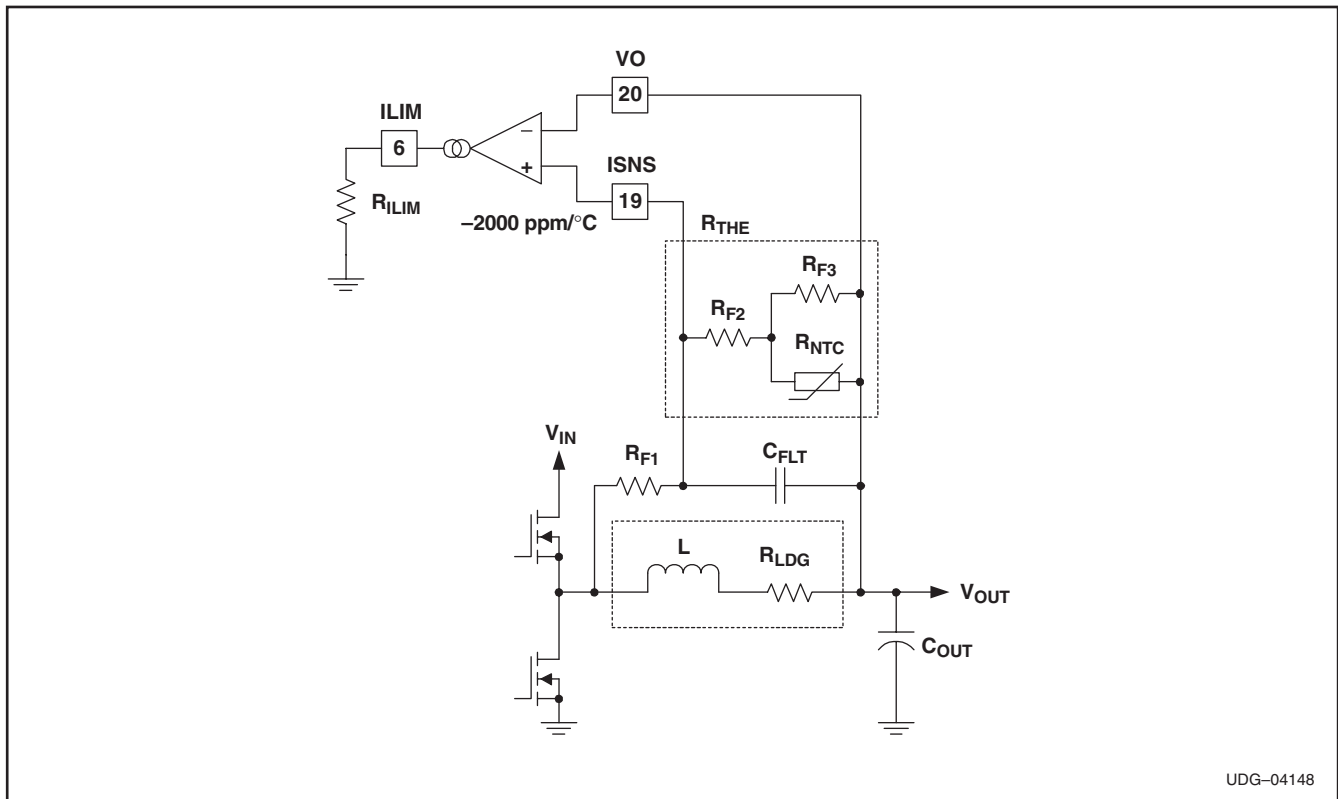 VO
20
ILIM
6
−
+
ISNS
19
RILIM
–2000 ppm/°C
RTHE
RF3
RF2
RNTC
VIN
RF1
CFLT
L
RLDG
VOUT
COUT
UDG–04148